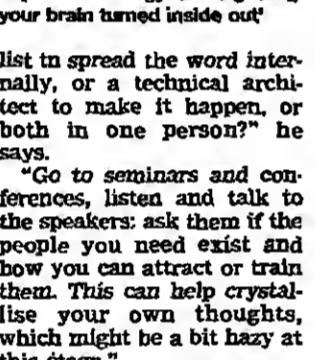 your brain turned inside out'
list to spread the word inter-
nally, or a technical archi-
tect to make it happen, or
both in one person?" he
says.
"Go to seminars and con-
ferences, listen and talk to
the speakers: ask them if the
people you need exist and
how you can attract or train
them. This can help crystal-
lise your own thoughts,
which might be a bit hazy at
this stage."